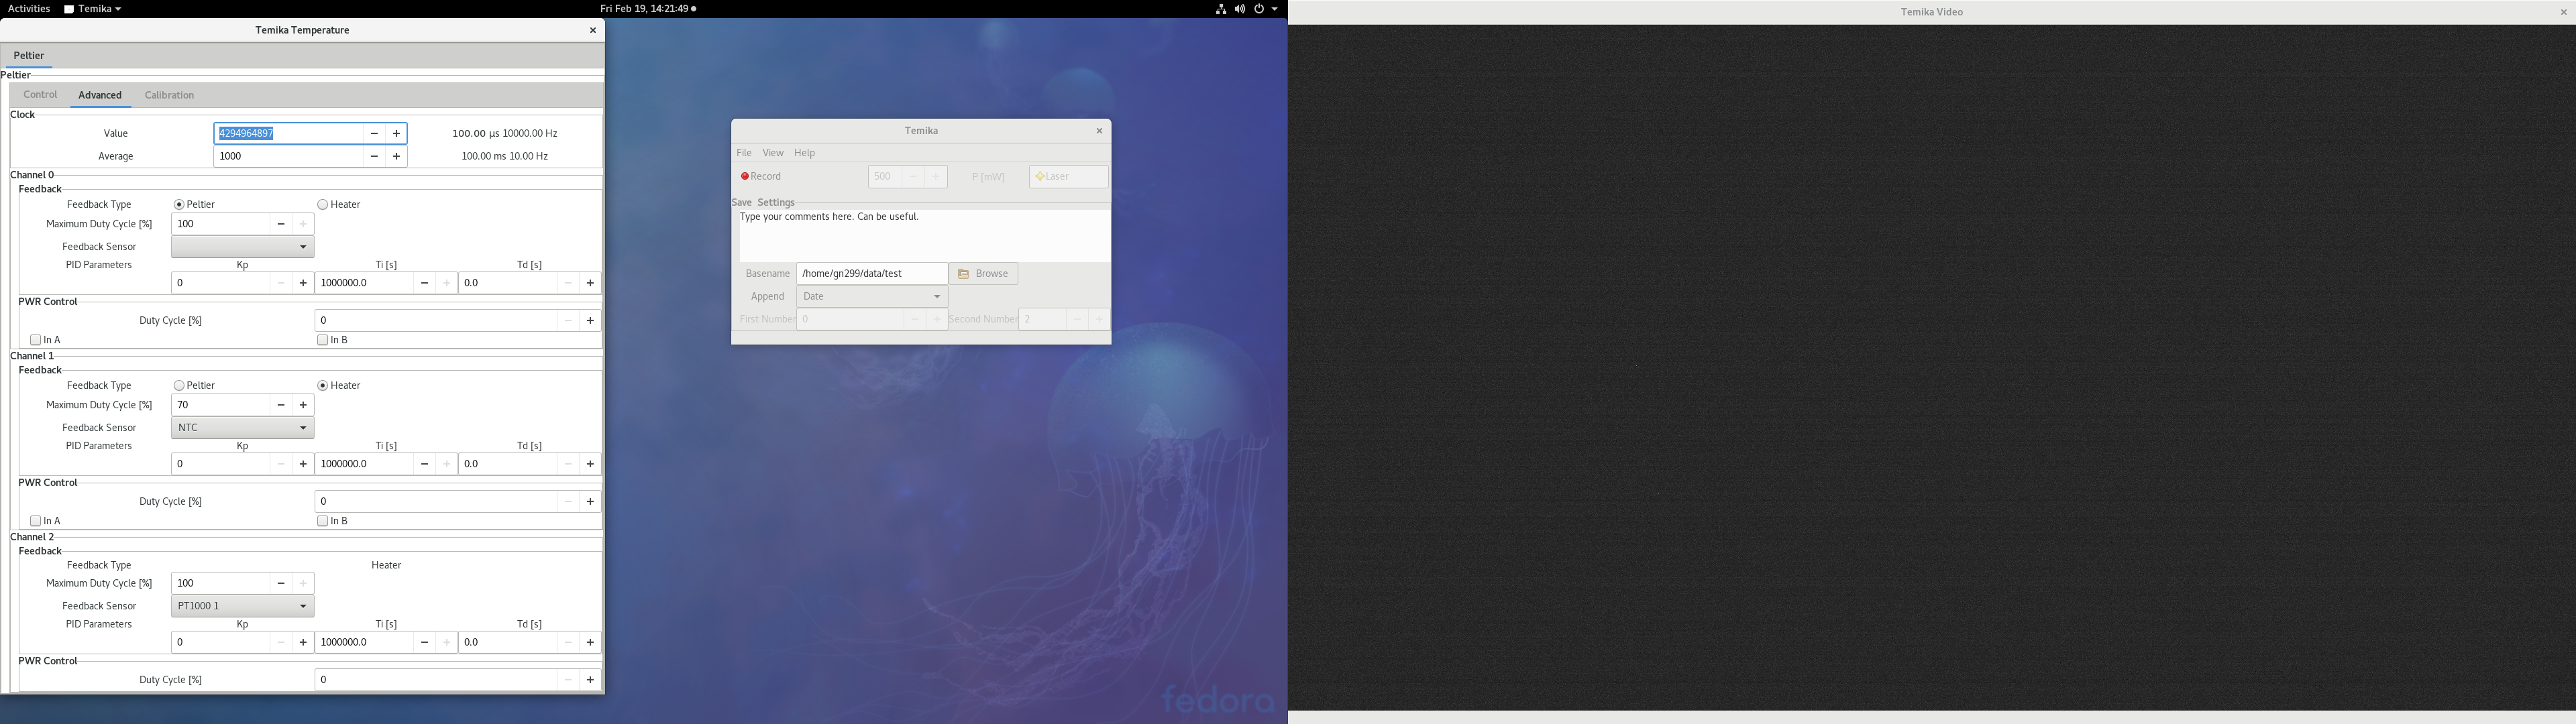 Activities Temika Fri Feb 19, 14:21:49
Temika Temperature
Peltier
Peltier
Control Advanced Calibration
Clock
Value 4294964897 100.00 µs 10000.00 Hz
Average 1000 100.00 ms 10.00 Hz
Channel 0
Feedback
Feedback Type Peltier Heater
Maximum Duty Cycle [%] 100
Feedback Sensor
PID Parameters Kp Ti [s] Td [s]
0 1000000.0 0.0
PWR Control
Duty Cycle [%] 0
In A In B
Channel 1
Feedback
Feedback Type Peltier Heater
Maximum Duty Cycle [%] 70
Feedback Sensor NTC
PID Parameters Kp Ti [s] Td [s]
0 1000000.0 0.0
PWR Control
Duty Cycle [%] 0
In A In B
Channel 2
Feedback
Feedback Type Heater
Maximum Duty Cycle [%] 100
Feedback Sensor PT1000 1
PID Parameters Kp Ti [s] Td [s]
0 1000000.0 0.0
PWR Control
Duty Cycle [%] 0
Temika
File View Help
Record 500 P [mW] Laser
Save Settings
Type your comments here. Can be useful.
Basename /home/gn299/data/test Browse
Append Date
First Number 0 Second Number 2
fedora
Temika Video